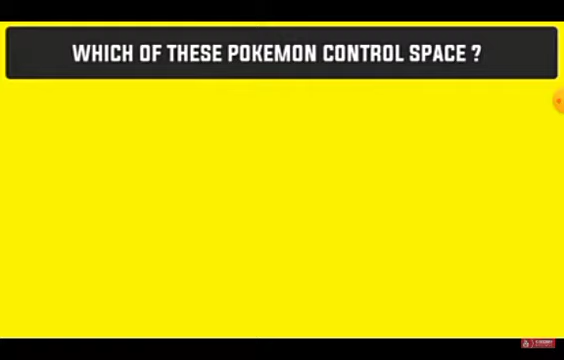 WHICH OF THESE POKEMON CONTROL SPACE ?